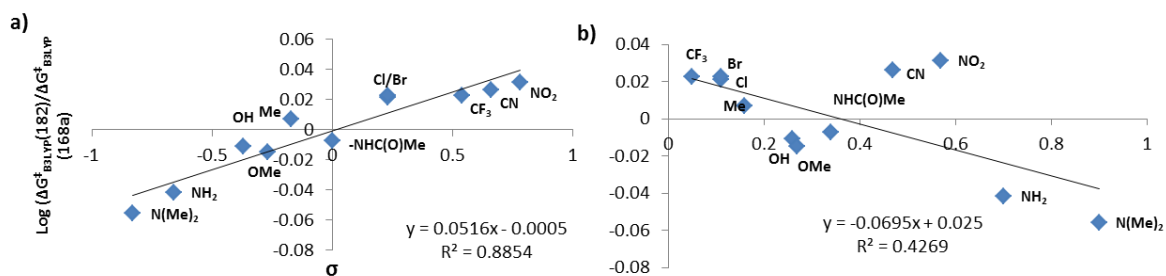 a)
Log (ΔG‡B3LYP(182)/ΔG‡B3LYP
(168a)
0.06
0.04
0.02
0
-0.02
-0.04
-0.06
-0.08
-1
-0.5
0
0.5
1
OH
Me
Cl/Br
CF3
CN
NO2
-NHC(O)Me
OMe
NH2
N(Me)2
y = 0.0516x - 0.0005
R² = 0.8854
σ
b)
0.04
0.02
0
-0.02
-0.04
-0.06
-0.08
0
0.2
0.4
0.6
0.8
1
CF3
Br
Cl
Me
CN
NO2
NHC(O)Me
OH
OMe
NH2
N(Me)2
y = -0.0695x + 0.025
R² = 0.4269